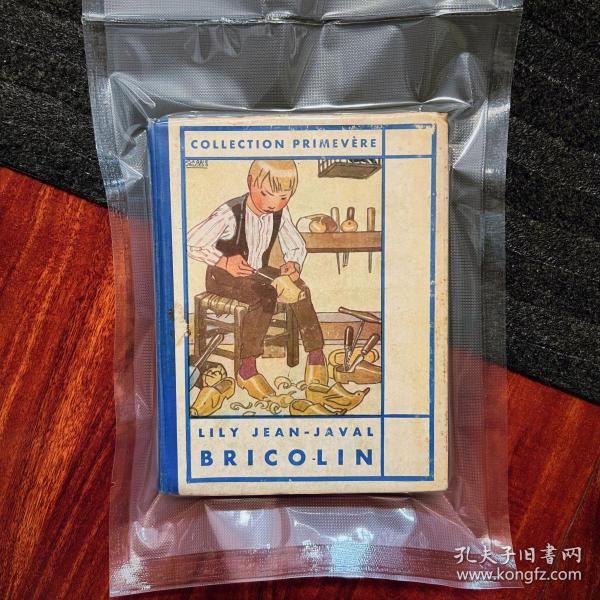 COLLECTION PRIMEVÈRE
LILY JEAN-JAVAL
BRICOLIN
孔夫子旧书网
www.kongfz.com